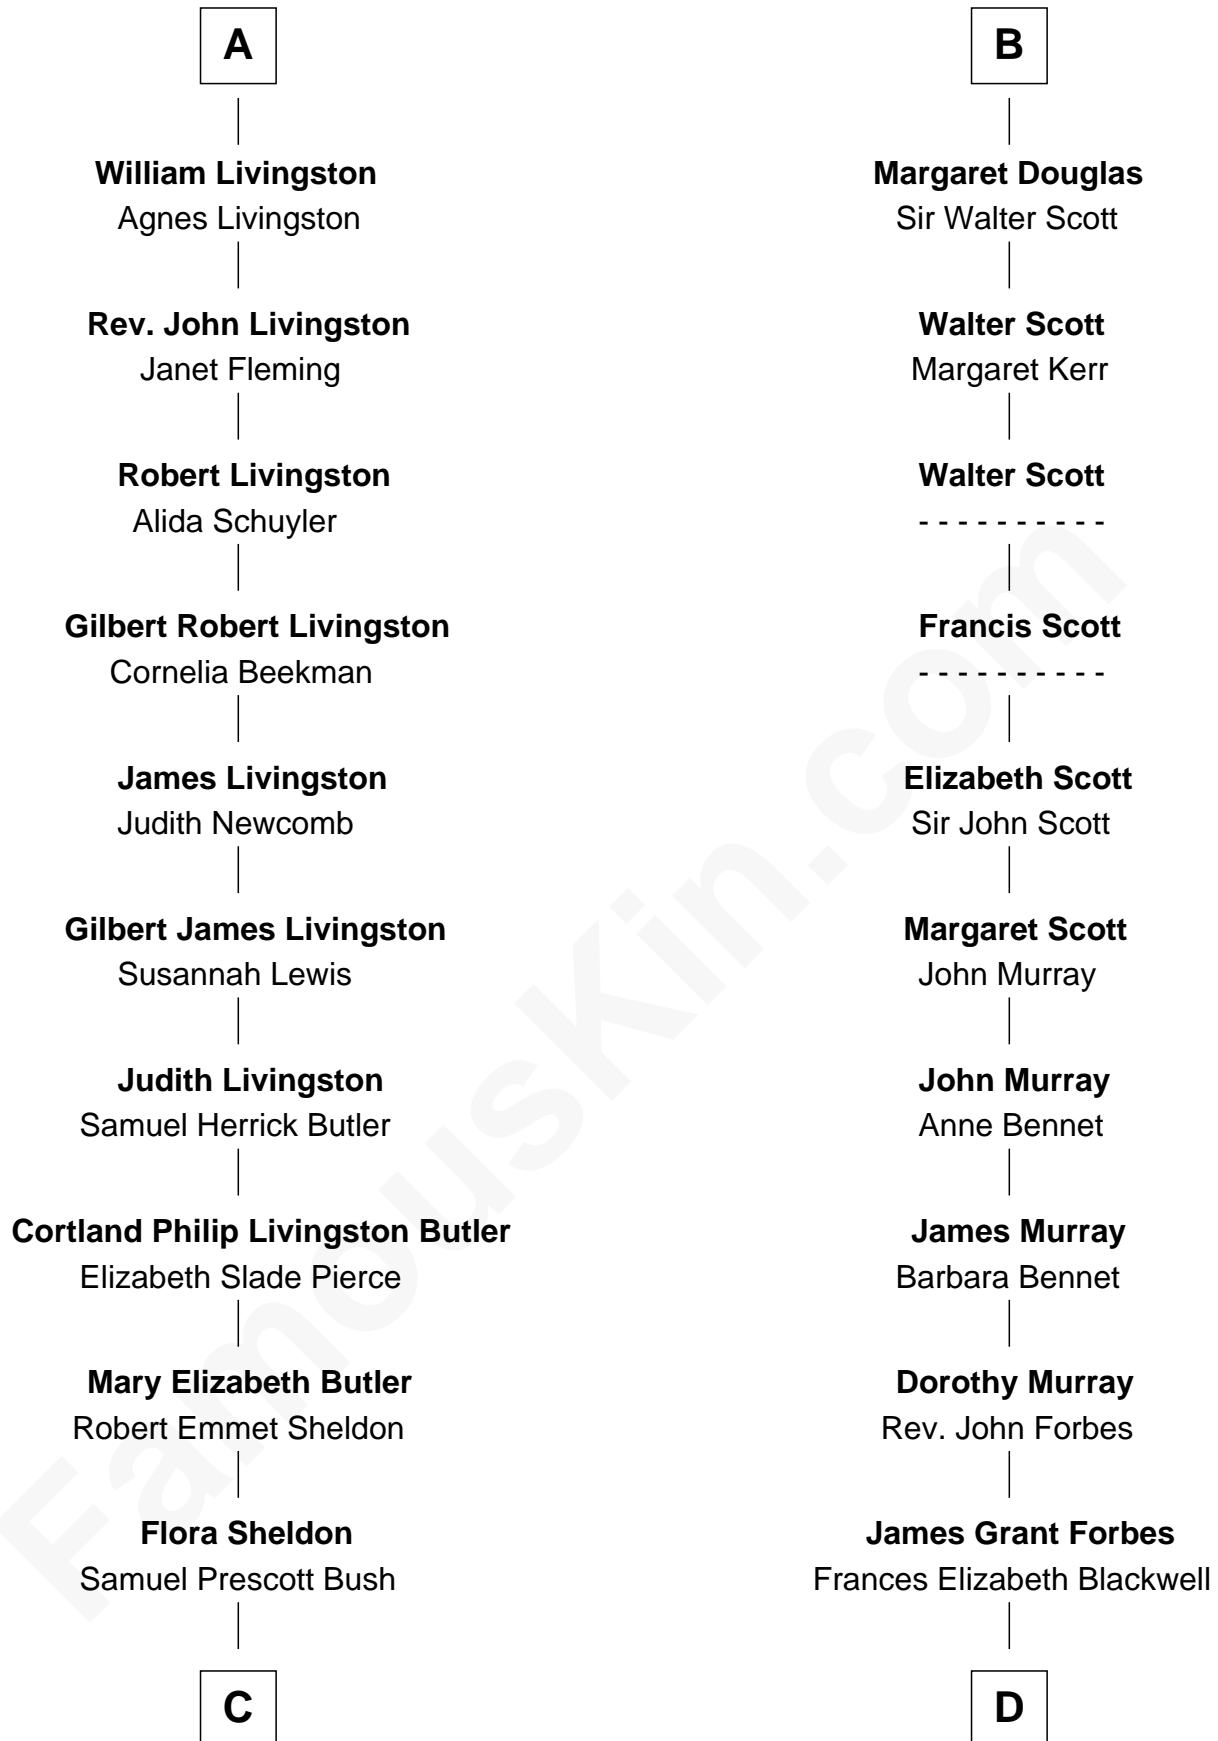 A
William Livingston
Agnes Livingston
Rev. John Livingston
Janet Fleming
Robert Livingston
Alida Schuyler
Gilbert Robert Livingston
Cornelia Beekman
James Livingston
Judith Newcomb
Gilbert James Livingston
Susannah Lewis
Judith Livingston
Samuel Herrick Butler
Cortland Philip Livingston Butler
Elizabeth Slade Pierce
Mary Elizabeth Butler
Robert Emmet Sheldon
Flora Sheldon
Samuel Prescott Bush
C
B
Margaret Douglas
Sir Walter Scott
Walter Scott
Margaret Kerr
Walter Scott
- - - - - - - - - -
Francis Scott
- - - - - - - - - -
Elizabeth Scott
Sir John Scott
Margaret Scott
John Murray
John Murray
Anne Bennet
James Murray
Barbara Bennet
Dorothy Murray
Rev. John Forbes
James Grant Forbes
Frances Elizabeth Blackwell
D
FamousKin.com